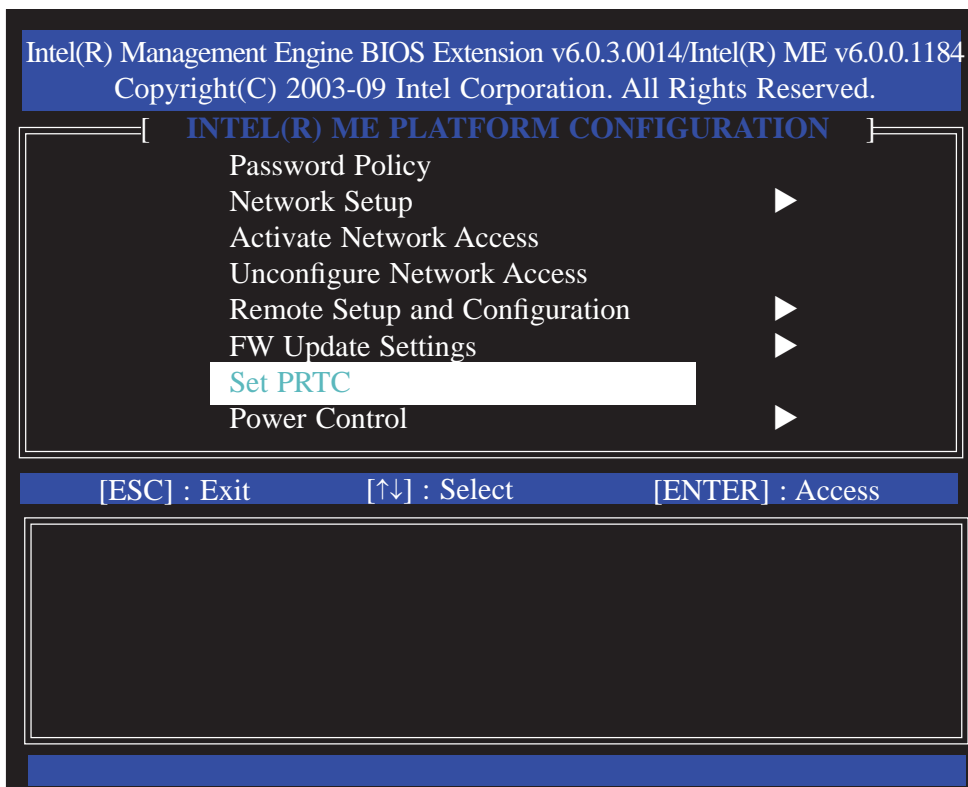 Intel(R) Management Engine BIOS Extension v6.0.3.0014/Intel(R) ME v6.0.0.1184
Copyright(C) 2003-09 Intel Corporation. All Rights Reserved.
[ INTEL(R) ME PLATFORM CONFIGURATION ]
Password Policy
Network Setup ▶
Activate Network Access
Unconfigure Network Access
Remote Setup and Configuration ▶
FW Update Settings ▶
Set PRTC
Power Control ▶
[ESC] : Exit [↑↓] : Select [ENTER] : Access